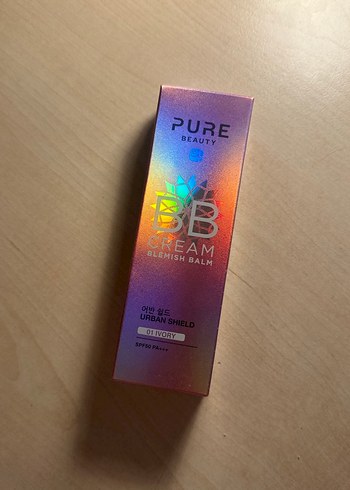 PURE
BEAUTY
BB
CREAM
BLEMISH BALM
어반 쉴드
URBAN SHIELD
01 IVORY
SPF50 PA+++